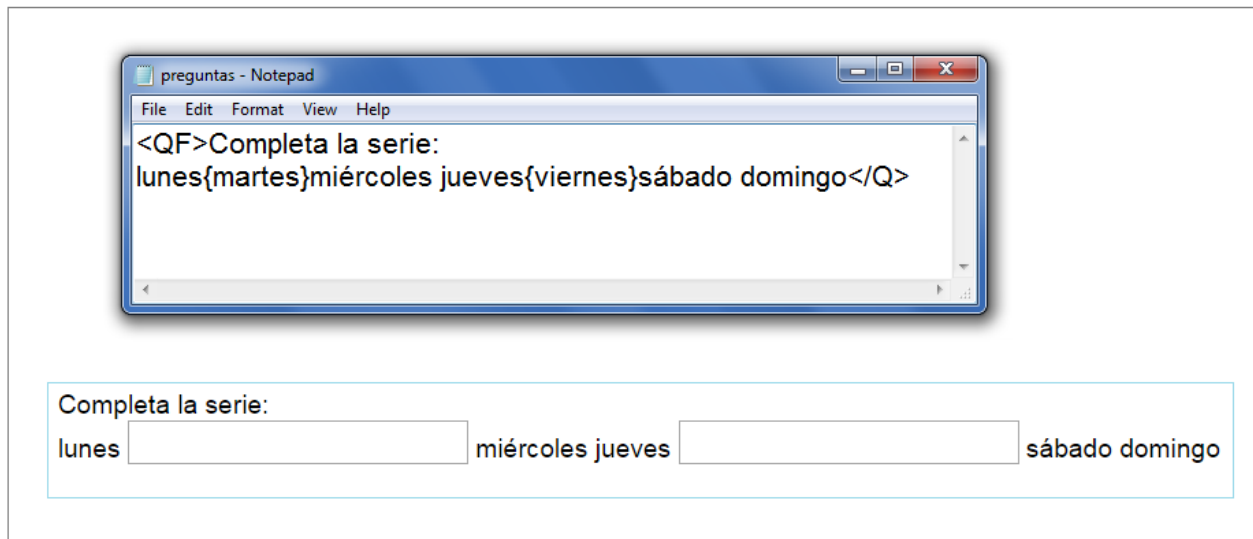 preguntas - Notepad
File Edit Format View Help
<QF>Completa la serie:
lunes{martes}miércoles jueves{viernes}sábado domingo</Q>
Completa la serie:
lunes miércoles jueves sábado domingo